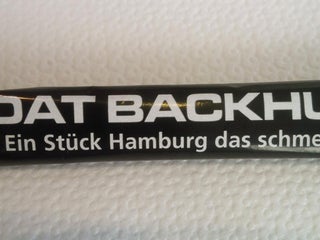 DAT BACKHU
Ein Stück Hamburg das schme